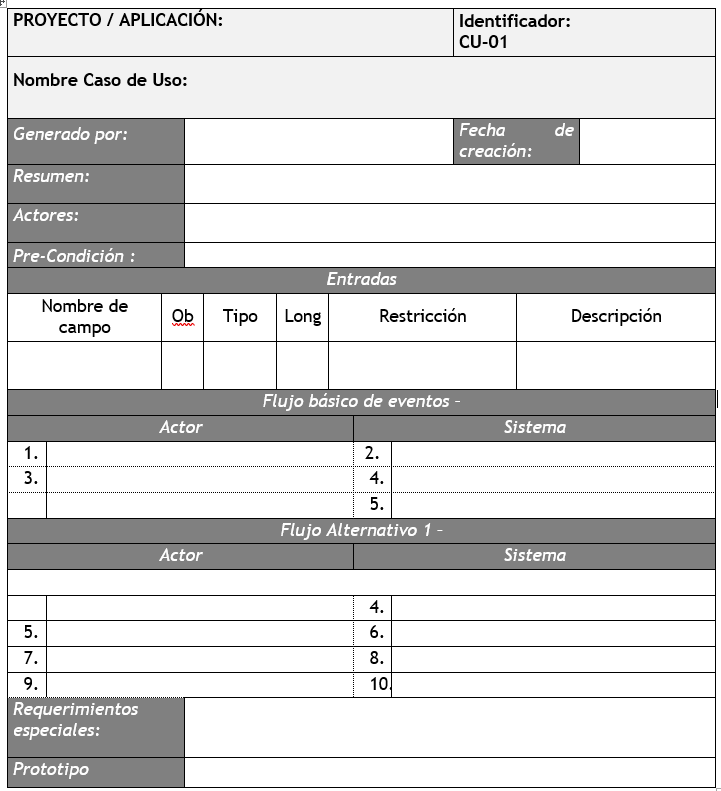 PROYECTO / APLICACIÓN:
Identificador:
CU-01
Nombre Caso de Uso:
Generado por:
Fecha de
creación:
Resumen:
Actores:
Pre-Condición :
Entradas
Nombre de
campo
Ob
Tipo
Long
Restricción
Descripción
Flujo básico de eventos –
Actor
Sistema
1.
2.
3.
4.
5.
Flujo Alternativo 1 –
Actor
Sistema
4.
5.
6.
7.
8.
9.
10.
Requerimientos
especiales:
Prototipo